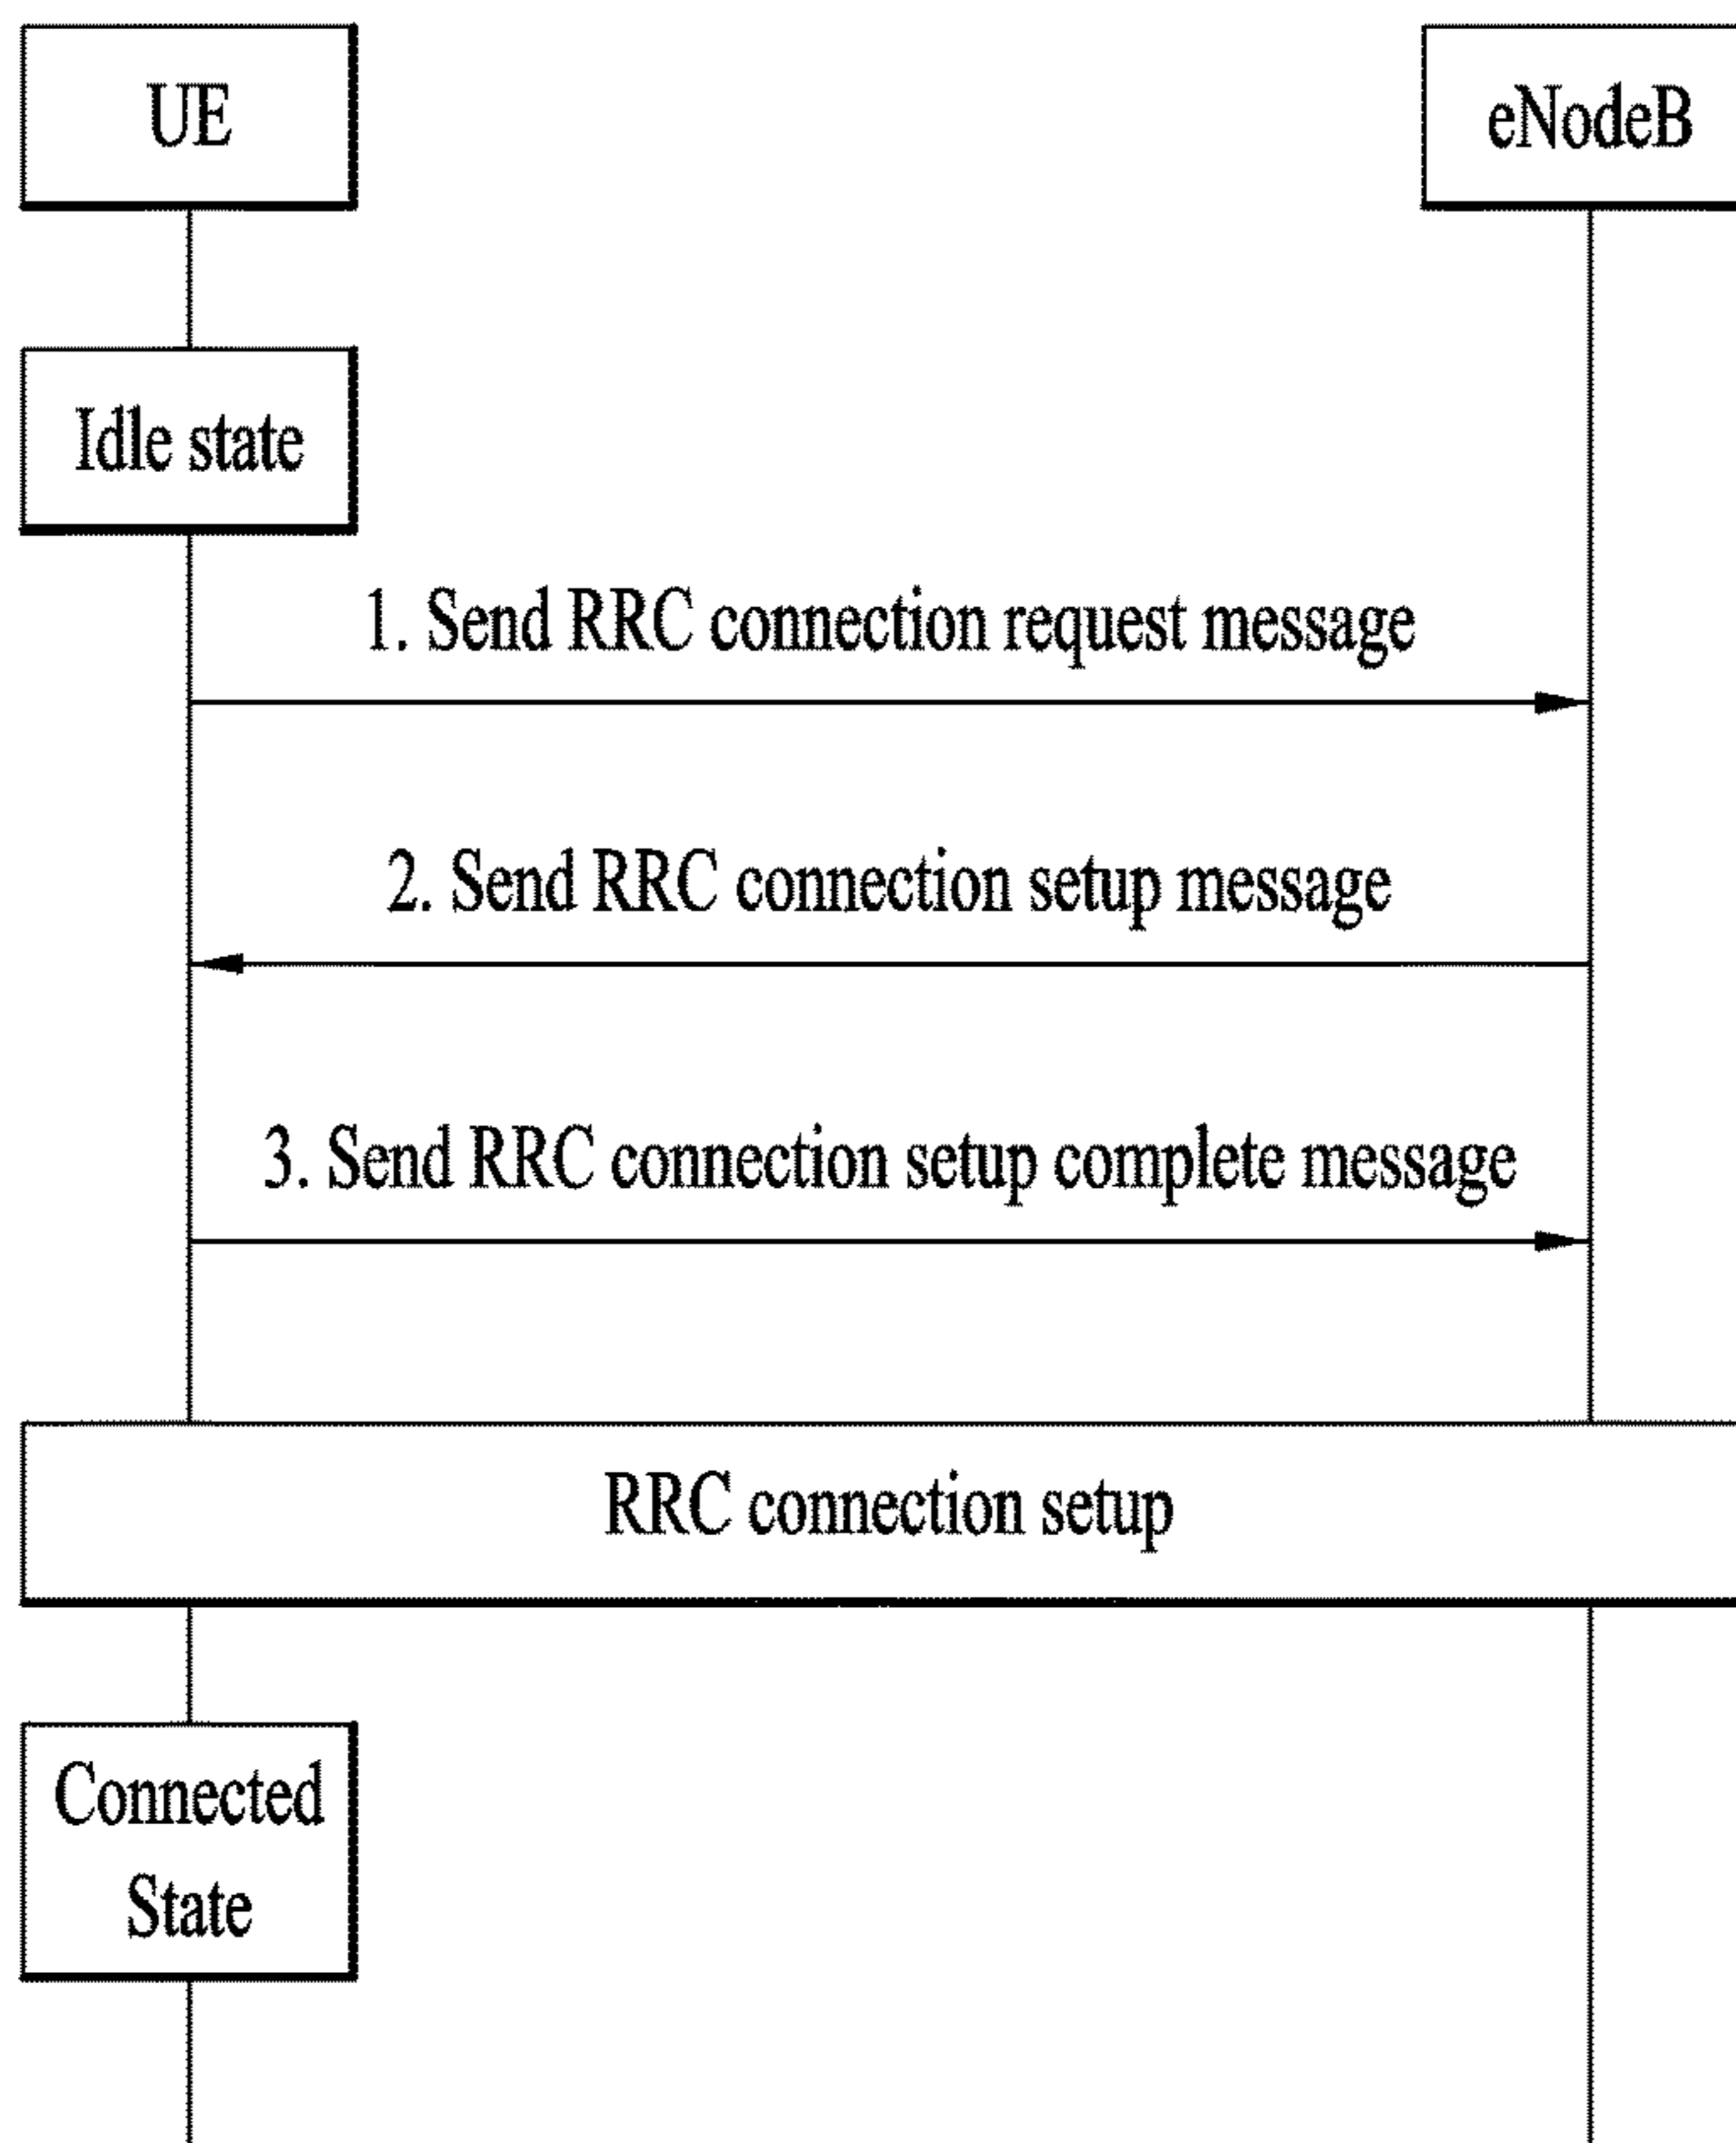 UE
eNodeB
Idle state
1. Send RRC connection request message
2. Send RRC connection setup message
3. Send RRC connection setup complete message
RRC connection setup
Connected
State